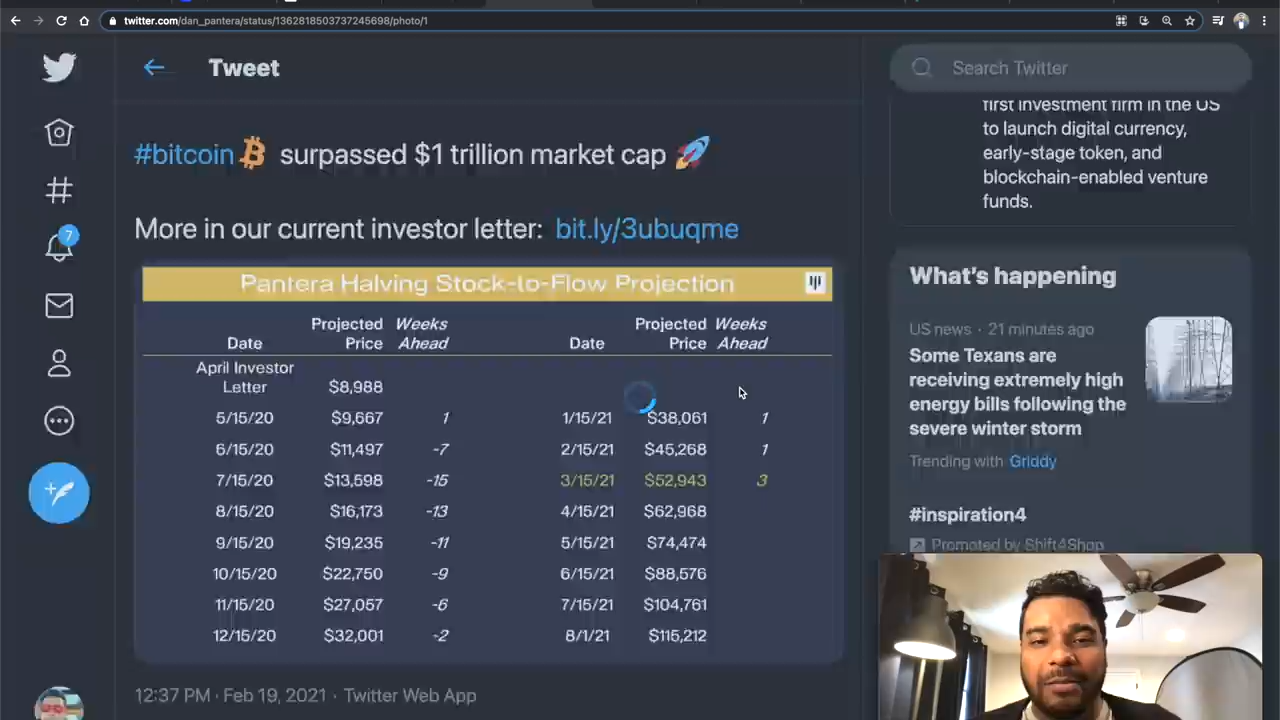 twitter.com/dan_pantera/status/1362818503737245698/photo/1
Tweet
#bitcoin surpassed $1 trillion market cap 🚀
More in our current investor letter: bit.ly/3ubuqme
Pantera Halving Stock-to-Flow Projection
Projected Weeks Projected Weeks
Date Price Ahead Date Price Ahead
April Investor
Letter $8,988
5/15/20 $9,667 1 1/15/21 $38,061 1
6/15/20 $11,497 -7 2/15/21 $45,268 1
7/15/20 $13,598 -15 3/15/21 $52,943 3
8/15/20 $16,173 -13 4/15/21 $62,968
9/15/20 $19,235 -11 5/15/21 $74,474
10/15/20 $22,750 -9 6/15/21 $88,576
11/15/20 $27,057 -6 7/15/21 $104,761
12/15/20 $32,001 -2 8/1/21 $115,212
12:37 PM · Feb 19, 2021 · Twitter Web App
7
Search Twitter
first investment firm in the US
to launch digital currency,
early-stage token, and
blockchain-enabled venture
funds.
What's happening
US news · 21 minutes ago
Some Texans are
receiving extremely high
energy bills following the
severe winter storm
Trending with Griddy
#inspiration4
Promoted by Shift4Shop